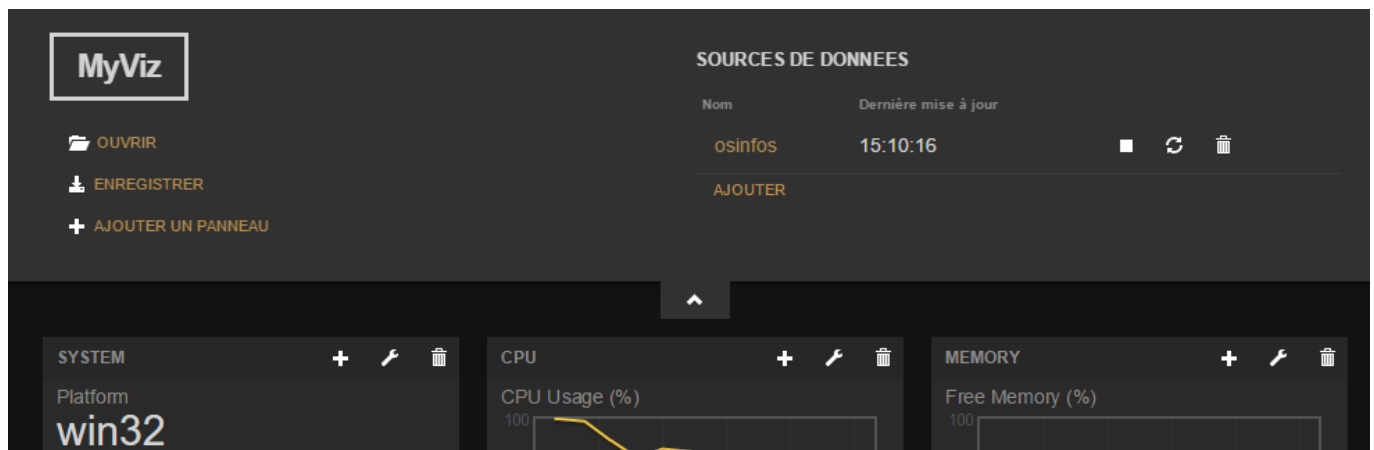 MyViz
OUVRIR
ENREGISTRER
AJOUTER UN PANNEAU
SOURCES DE DONNEES
Nom Dernière mise à jour
osinfos 15:10:16
AJOUTER
SYSTEM
Platform
win32
CPU
CPU Usage (%)
100
MEMORY
Free Memory (%)
100